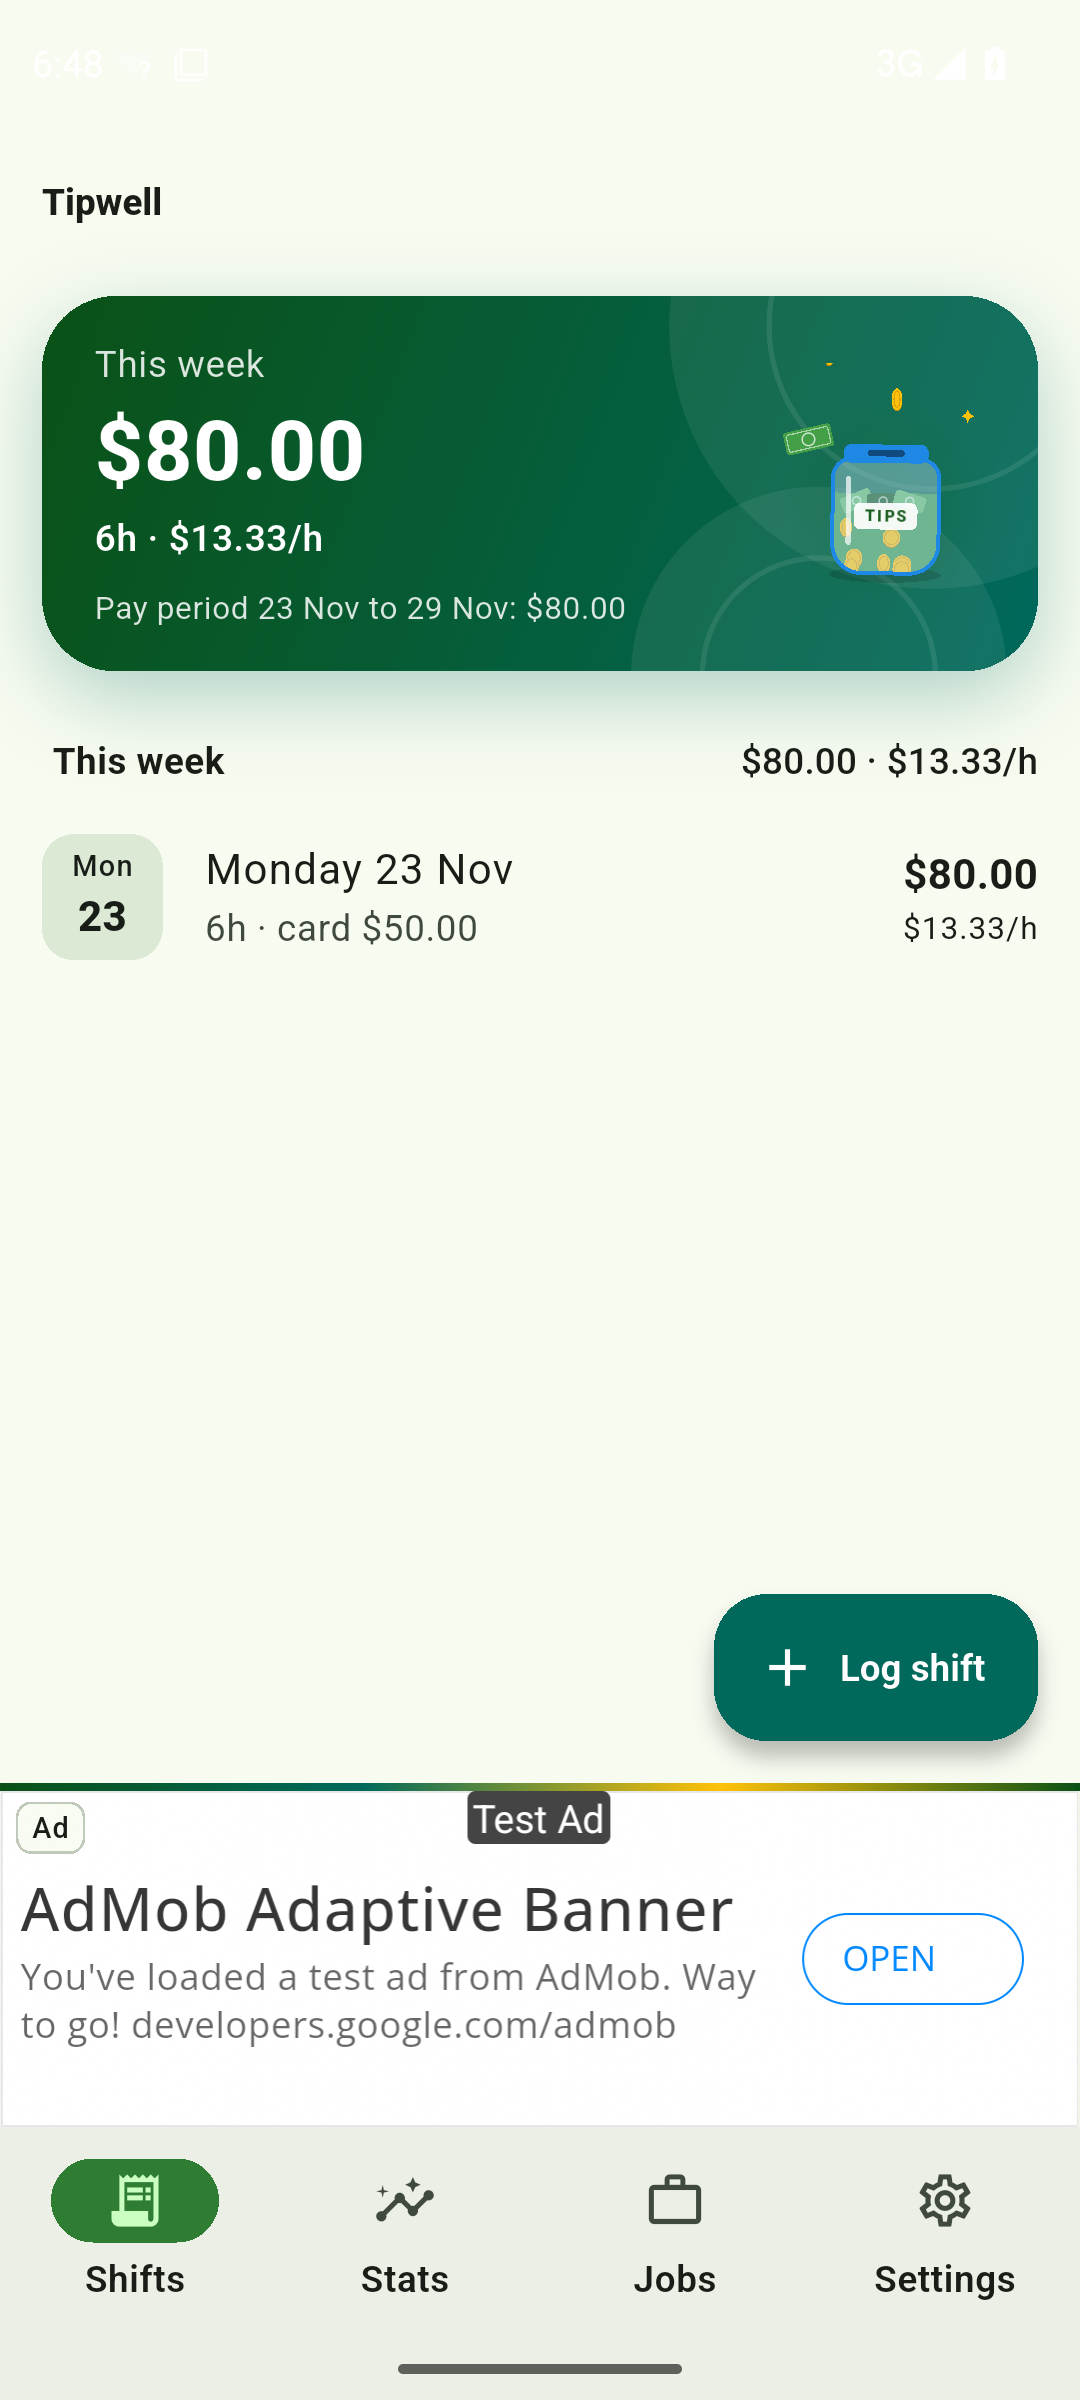 6:48
3G
Tipwell
This week
$80.00
6h · $13.33/h
Pay period 23 Nov to 29 Nov: $80.00
TIPS
This week
$80.00 · $13.33/h
Mon
23
Monday 23 Nov
6h · card $50.00
$80.00
$13.33/h
Log shift
Ad
Test Ad
AdMob Adaptive Banner
You've loaded a test ad from AdMob. Way
to go! developers.google.com/admob
OPEN
Shifts
Stats
Jobs
Settings